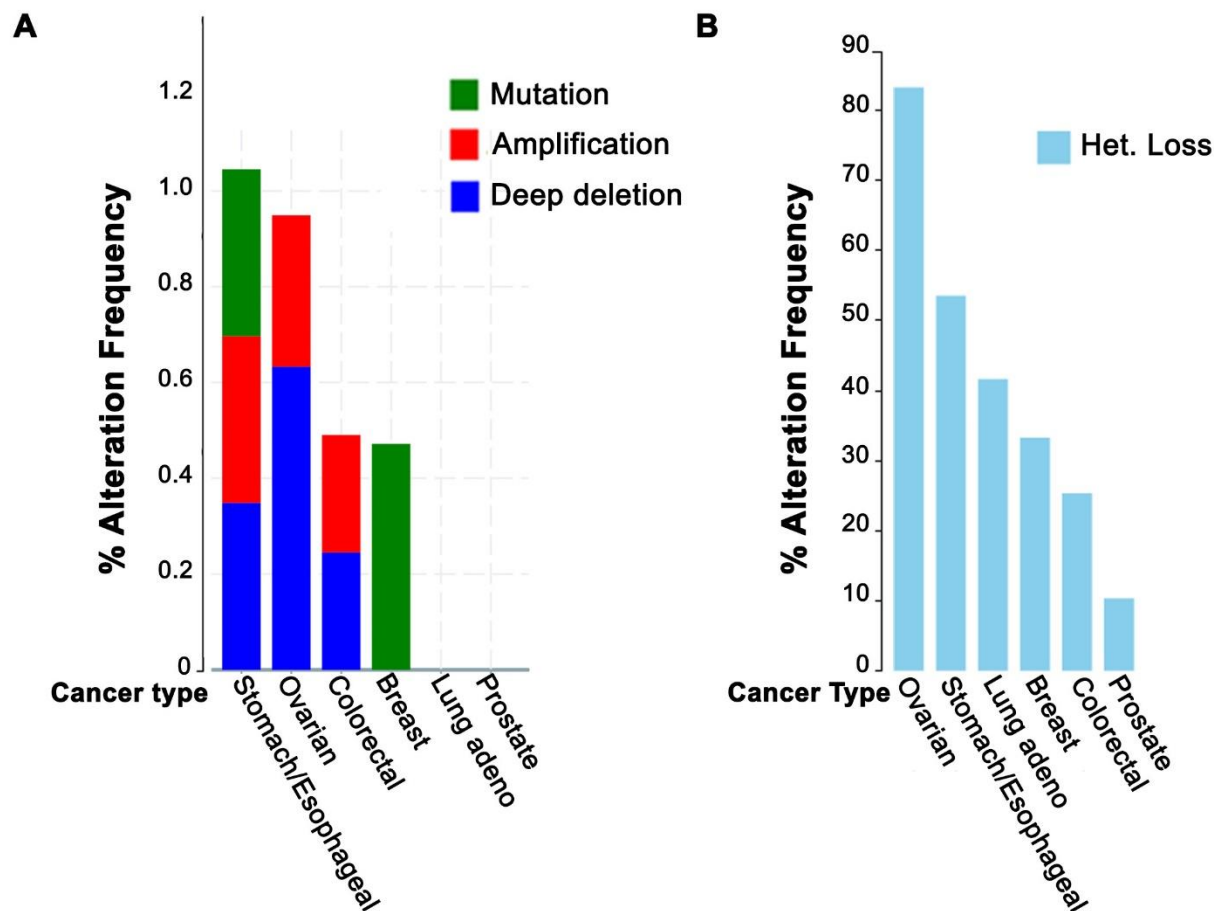 A
% Alteration Frequency
1.2
1.0
0.8
0.6
0.4
0.2
0
Mutation
Amplification
Deep deletion
Cancer type
Stomach/Esophageal
Ovarian
Colorectal
Breast
Lung adeno
Prostate
B
% Alteration Frequency
90
80
70
60
50
40
30
20
10
0
Het. Loss
Cancer Type
Ovarian
Stomach/Esophageal
Lung adeno
Breast
Colorectal
Prostate